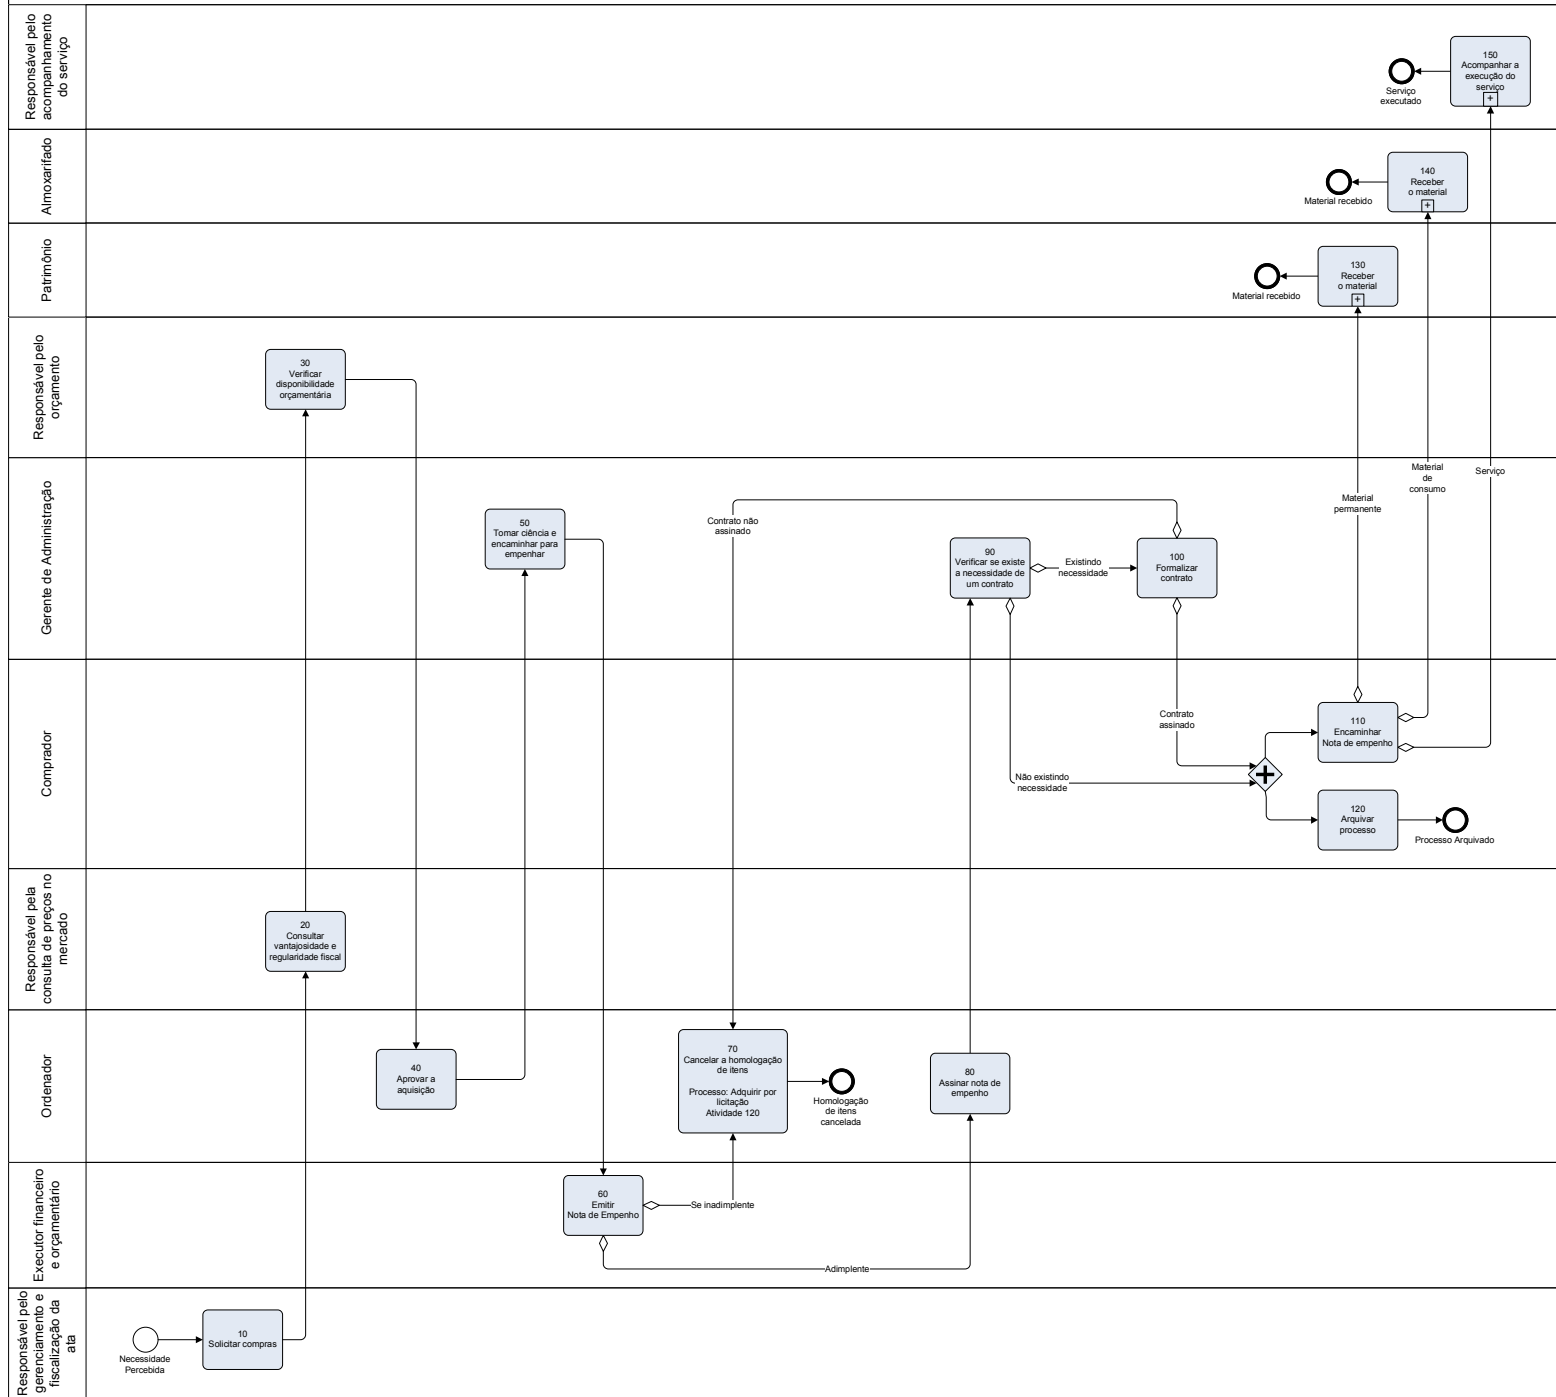 Responsável pelo
acompanhamento
do serviço
150
Acompanhar a
execução do
serviço
Serviço
executado
Almoxarifado
140
Receber
o material
Material recebido
Patrimônio
130
Receber
o material
Material recebido
Responsável pelo
orçamento
30
Verificar
disponibilidade
orçamentária
Gerente de Administração
50
Tomar ciência e
encaminhar para
empenhar
Contrato não
assinado
90
Verificar se existe
a necessidade de
um contrato
Existindo
necessidade
100
Formalizar
contrato
Material
permanente
Material
de
consumo
Serviço
Comprador
Contrato
assinado
Não existindo
necessidade
110
Encaminhar
Nota de empenho
120
Arquivar
processo
Processo Arquivado
Responsável pela
consulta de preços no
mercado
20
Consultar
vantajosidade e
regularidade fiscal
Ordenador
40
Aprovar a
aquisição
70
Cancelar a homologação
de itens
Processo: Adquirir por
licitação
Atividade 120
Homologação
de itens
cancelada
80
Assinar nota de
empenho
Executor financeiro
e orçamentário
60
Emitir
Nota de Empenho
Se inadimplente
Adimplente
Responsável pelo
gerenciamento e
fiscalização da
ata
Necessidade
Percebida
10
Solicitar compras